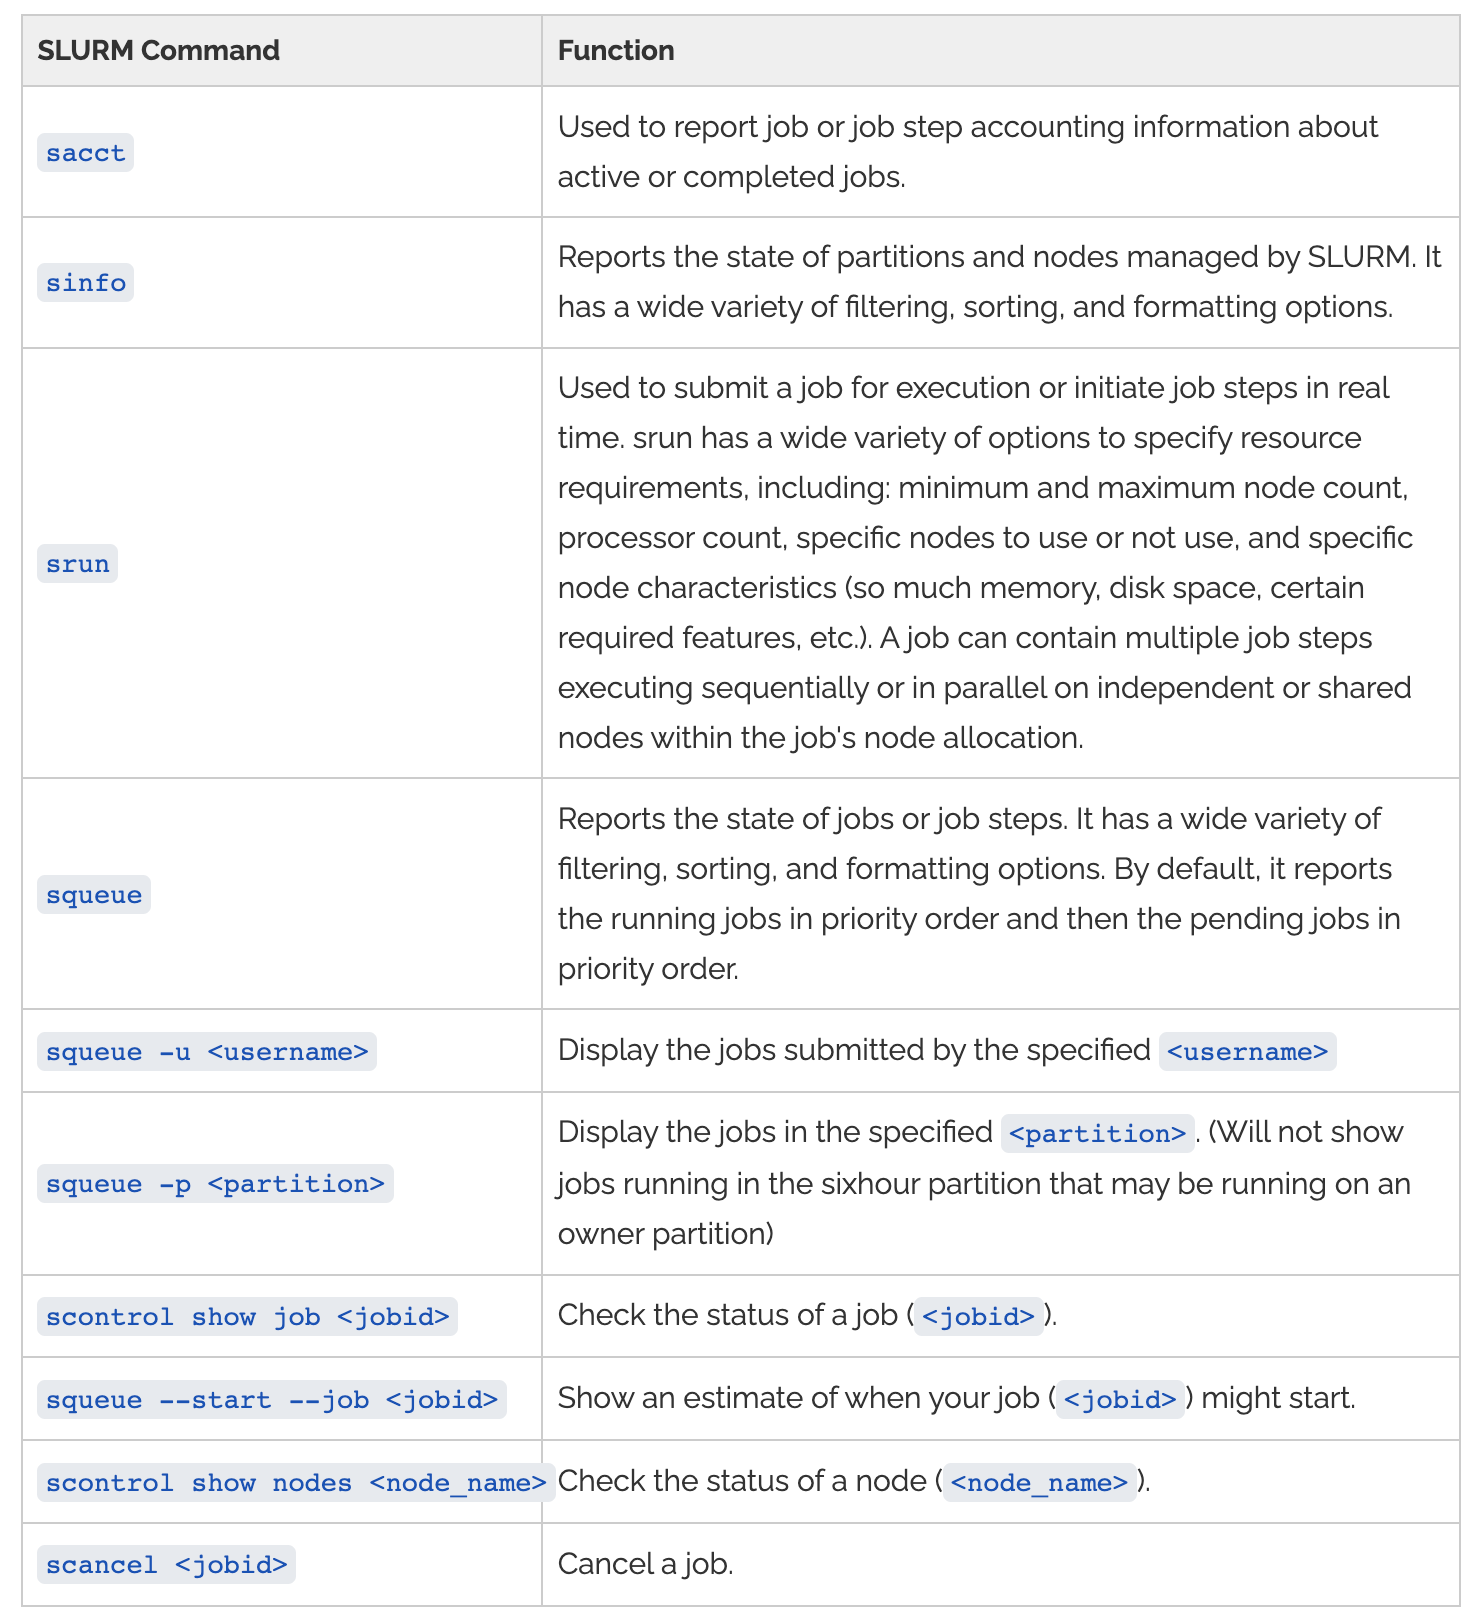 SLURM Command Function
sacct
Used to report job or job step accounting information about
active or completed jobs.
sinfo
Reports the state of partitions and nodes managed by SLURM. It
has a wide variety of filtering, sorting, and formatting options.
srun
Used to submit a job for execution or initiate job steps in real
time. srun has a wide variety of options to specify resource
requirements, including: minimum and maximum node count,
processor count, specific nodes to use or not use, and specific
node characteristics (so much memory, disk space, certain
required features, etc.). A job can contain multiple job steps
executing sequentially or in parallel on independent or shared
nodes within the job's node allocation.
squeue
Reports the state of jobs or job steps. It has a wide variety of
filtering, sorting, and formatting options. By default, it reports
the running jobs in priority order and then the pending jobs in
priority order.
squeue -u <username> Display the jobs submitted by the specified <username>
squeue -p <partition>
Display the jobs in the specified <partition>. (Will not show
jobs running in the sixhour partition that may be running on an
owner partition)
scontrol show job <jobid> Check the status of a job (<jobid>).
squeue --start --job <jobid> Show an estimate of when your job (<jobid>) might start.
scontrol show nodes <node_name> Check the status of a node (<node_name>).
scancel <jobid> Cancel a job.